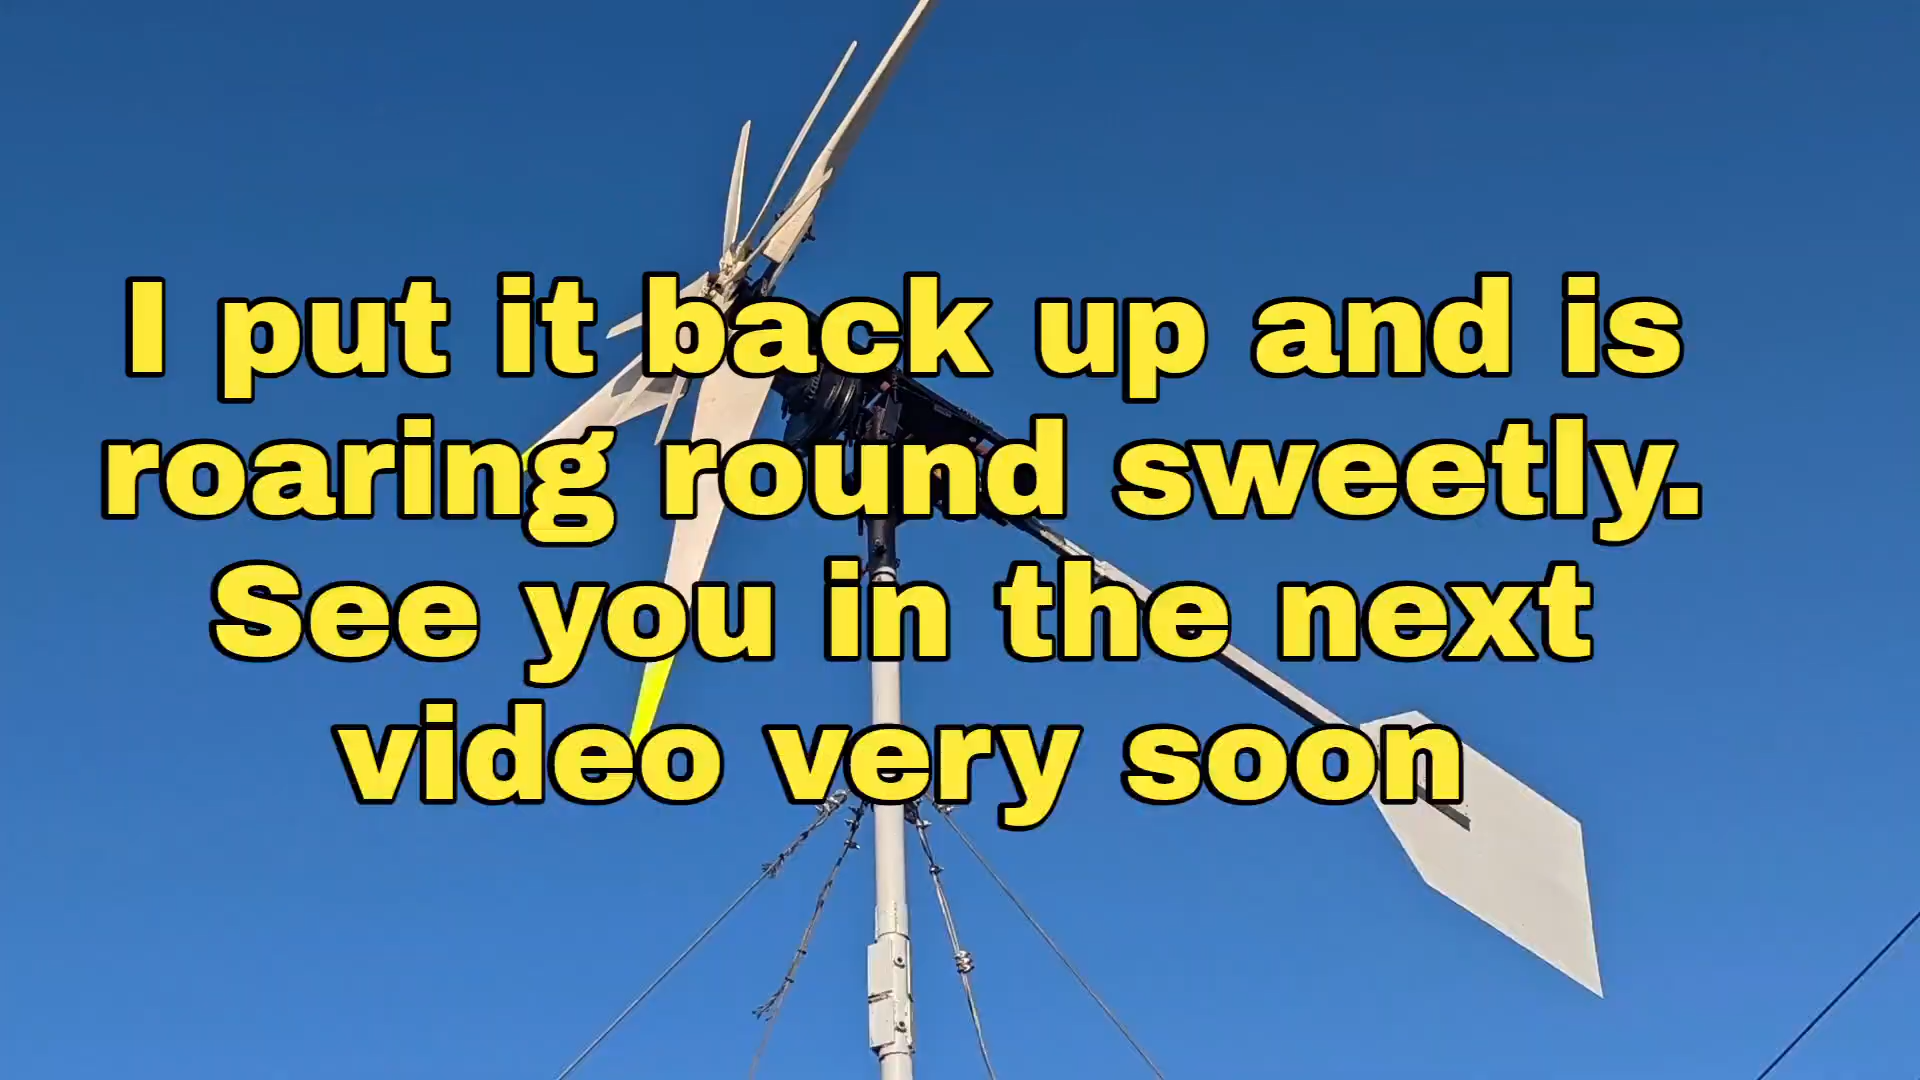 I put it back up and is
roaring round sweetly.
See you in the next
video very soon